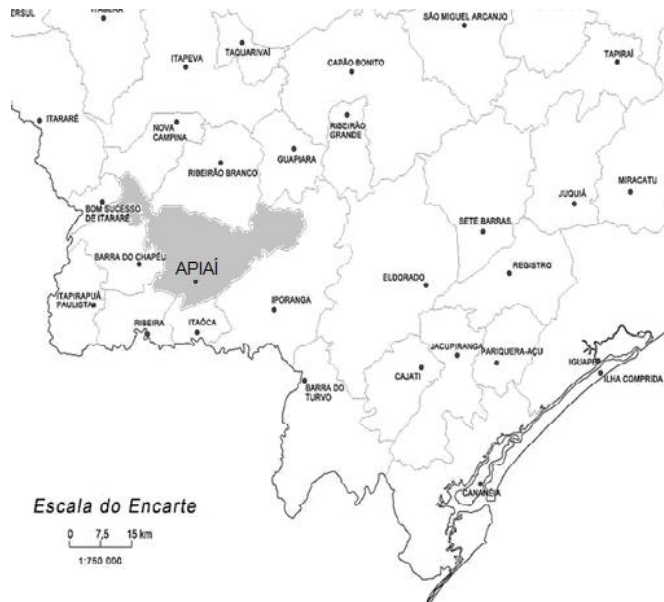 SÃO MIGUEL ARCANJO
TAQUARIVAÍ
ITAPEVA
CAPÃO BONITO
TAPIRAÍ
ITARARÉ
NOVA
CAMPINA
RIBEIRÃO
GRANDE
GUAPIARA
RIBEIRÃO BRANCO
MIRACATU
JUQUIÁ
BOM SUCESSO
DE ITARARÉ
SETE BARRAS
BARRA DO CHAPÉU
APIAÍ
REGISTRO
ELDORADO
ITAPIRAPUÃ
PAULISTA
IPORANGA
RIBEIRA
ITAÓCA
JACUPIRANGA
PARIQUERA-AÇU
IGUAPE
CAJATI
ILHA COMPRIDA
BARRA DO
TURVO
CANANÉIA
Escala do Encarte
0 7,5 15 km
1:750 000